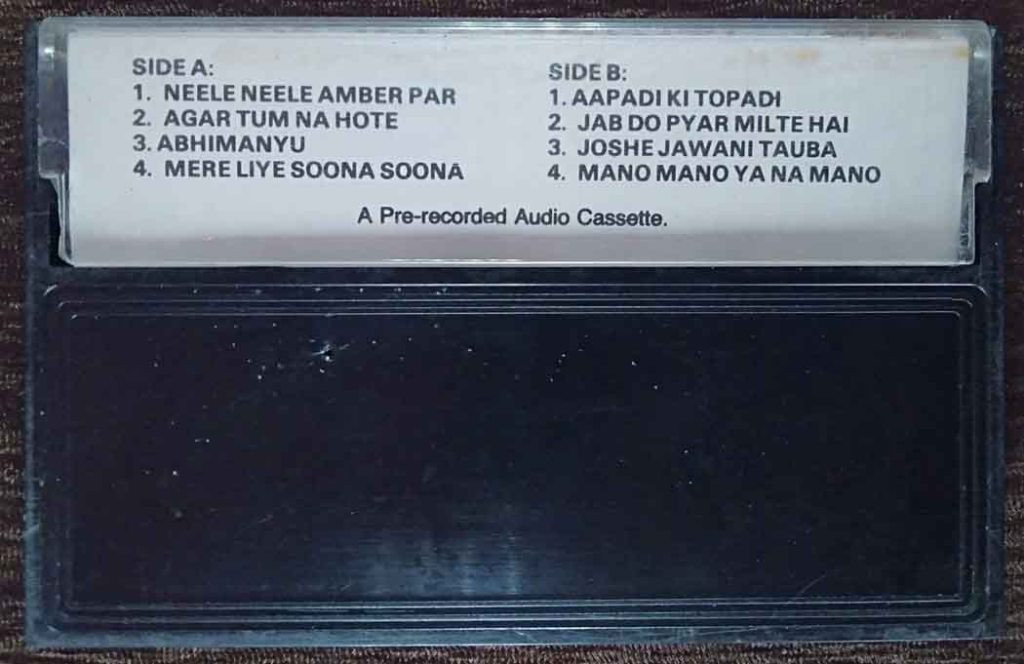 SIDE A:
1. NEELE NEELE AMBER PAR
2. AGAR TUM NA HOTE
3. ABHIMANYU
4. MERE LIYE SOONA SOONA
SIDE B:
1. AAPADI KI TOPADI
2. JAB DO PYAR MILTE HAI
3. JOSHE JAWANI TAUBA
4. MANO MANO YA NA MANO
A Pre-recorded Audio Cassette.